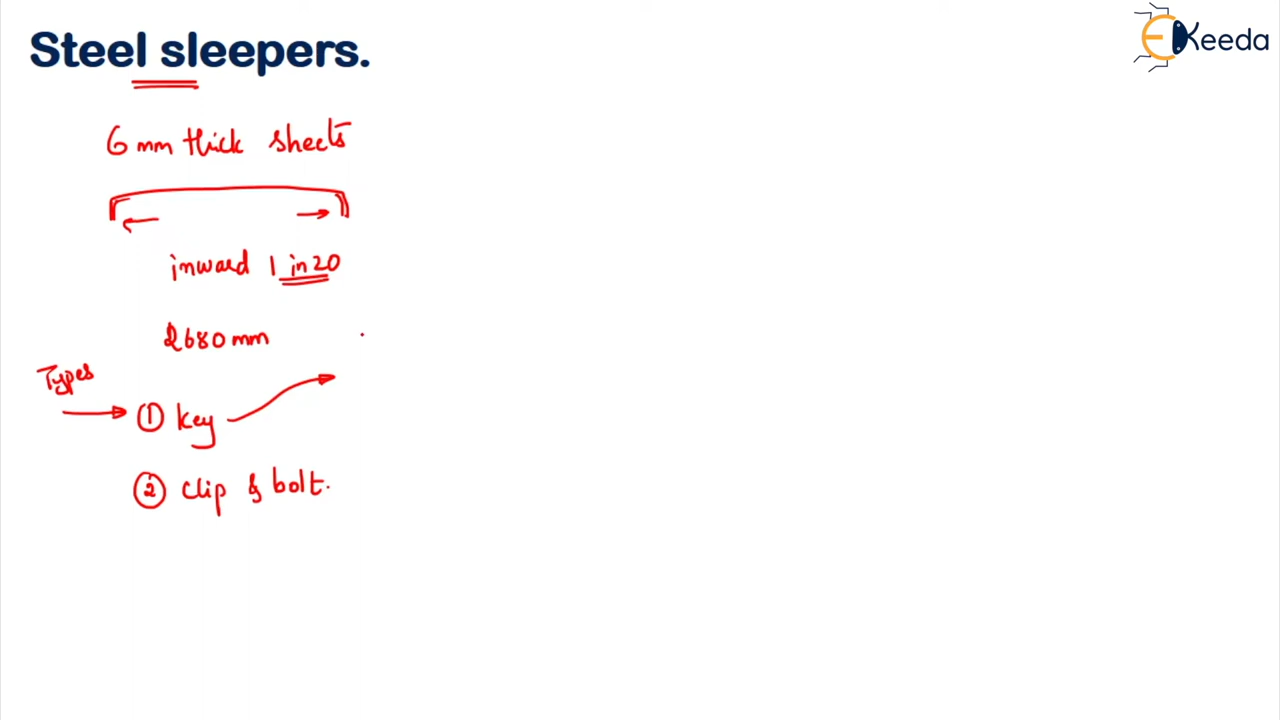 Steel sleepers.
EKeeda
6 mm thick sheets
inward 1 in 20
2680 mm
Types
① key
② clip & bolt.